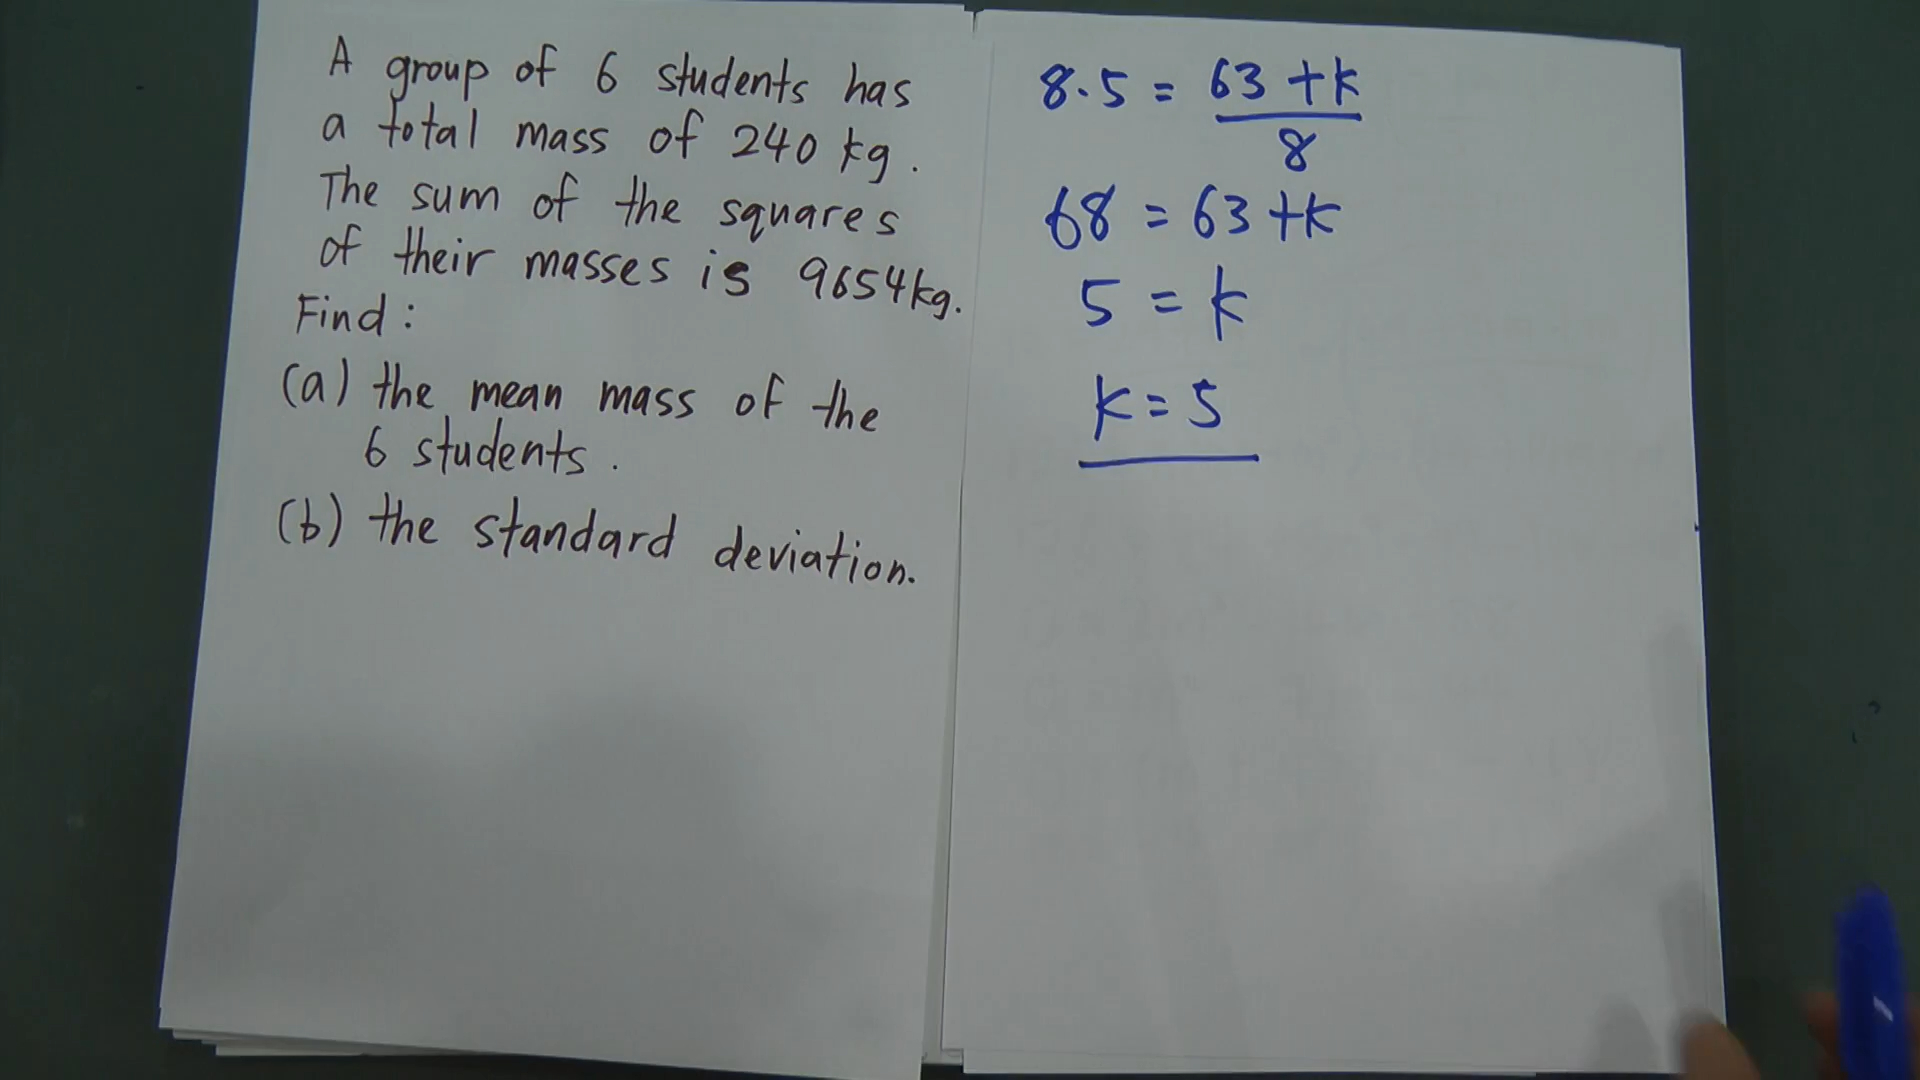 A group of 6 students has
a total mass of 240 kg.
The sum of the squares
of their masses is 9654kg.
Find:
(a) the mean mass of the
6 students.
(b) the standard deviation.
8.5 = 63 + k
8
68 = 63 + k
5 = k
k = 5